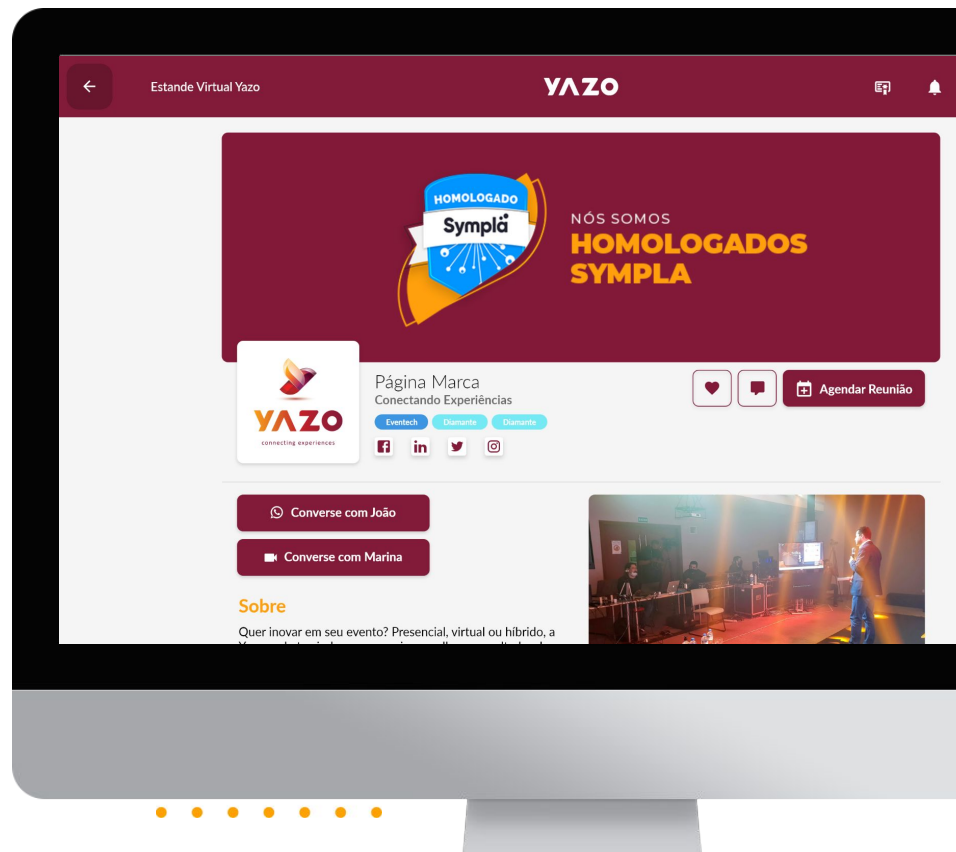 Estande Virtual Yazo
YAZO
HOMOLOGADO
Sympla
NÓS SOMOS
HOMOLOGADOS
SYMPLA
YAZO
connecting experiences
Página Marca
Conectando Experiências
Eventech Diamante Diamante
Agendar Reunião
Converse com João
Converse com Marina
Sobre
Quer inovar em seu evento? Presencial, virtual ou híbrido, a